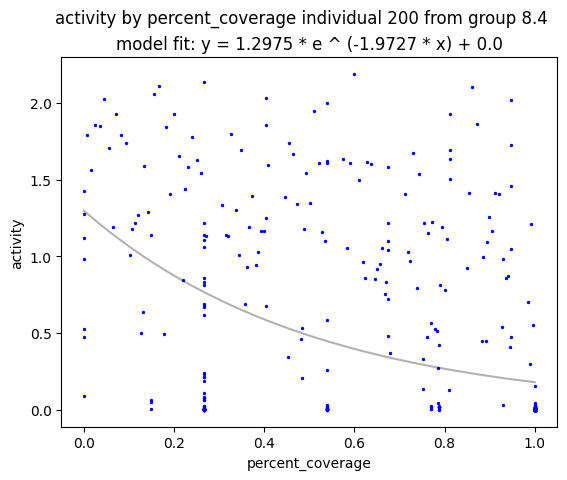 activity by percent_coverage individual 200 from group 8.4
model fit: y = 1.2975 * e ^ (-1.9727 * x) + 0.0
2.0
1.5
1.0
0.5
0.0
activity
0.0 0.2 0.4 0.6 0.8 1.0
percent_coverage